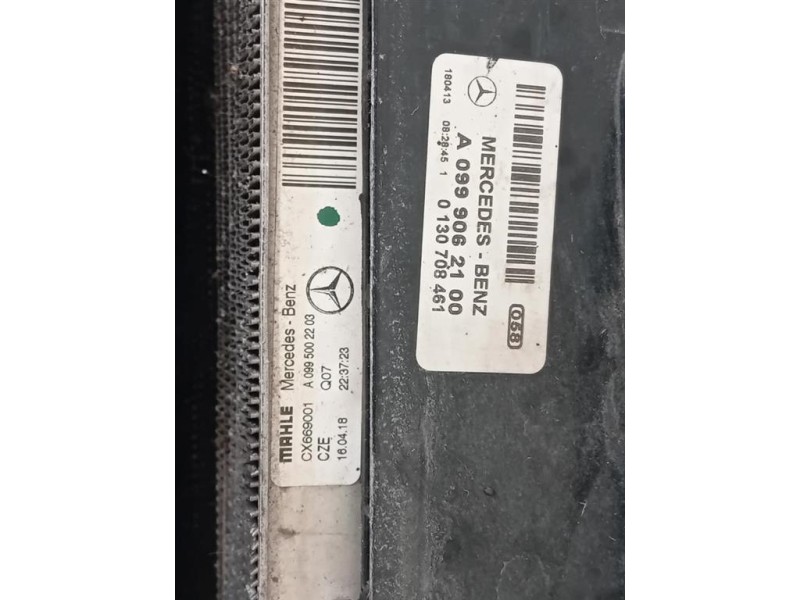 MAHLE Mercedes - Benz
CX669001 A 099 500 22 03
CZE Q07
16.04.18 22:37:23
058
MERCEDES - BENZ
A 099 906 21 00
0 130 708 461
180413 08:28:45 1